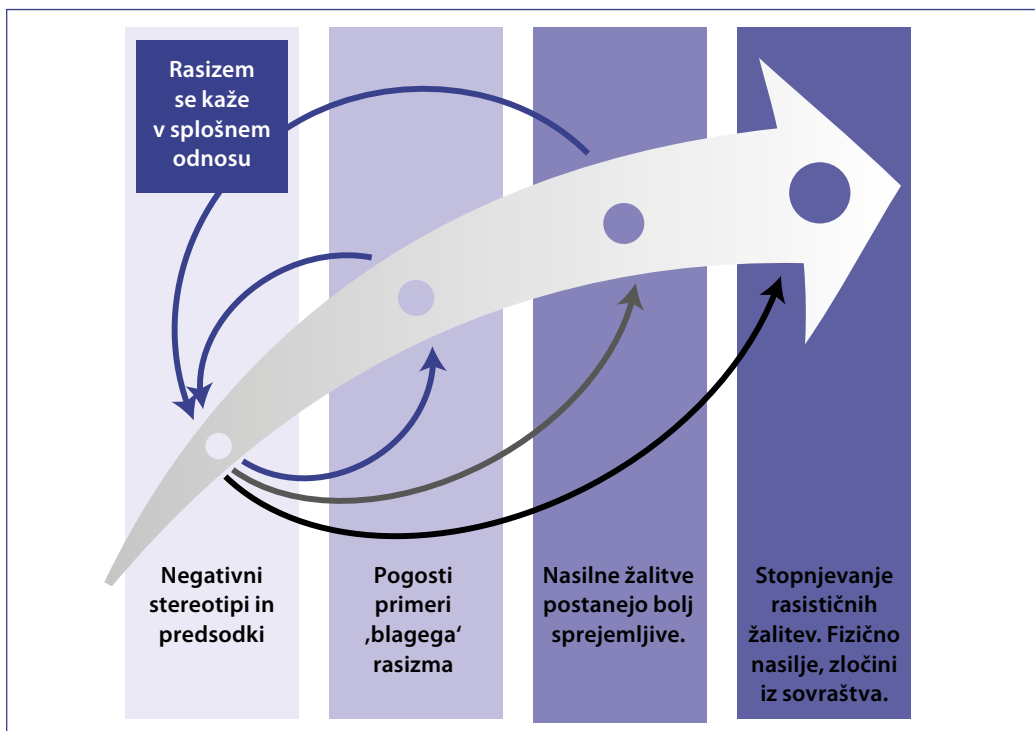 Rasizem
se kaže
v splošnem
odnosu
Negativni
stereotipi in
predsodki
Pogosti
primeri
‚blagega‘
rasizma
Nasilne žalitve
postanejo bolj
sprejemljive.
Stopnjevanje
rasističnih
žalitev. Fizično
nasilje, zločini
iz sovraštva.